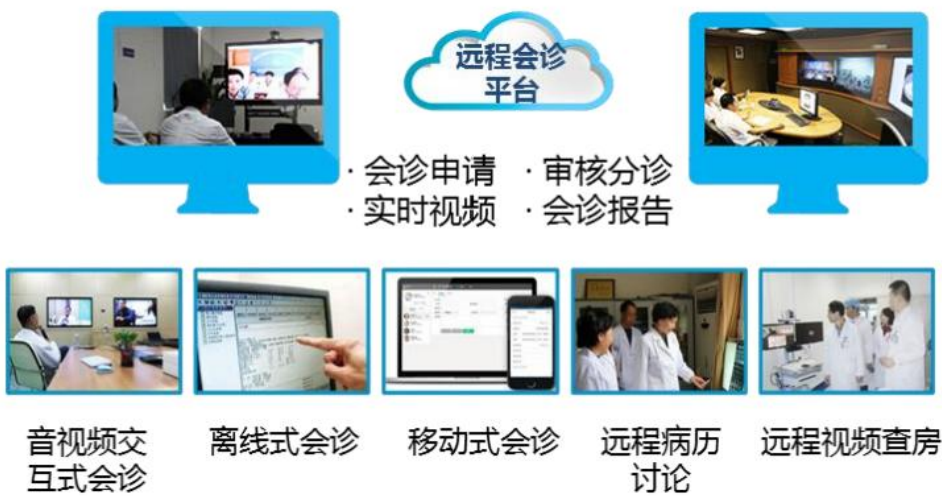 远程会诊
平台
· 会诊申请 · 审核分诊
· 实时视频 · 会诊报告
音视频交
互式会诊
离线式会诊
移动式会诊
远程病历
讨论
远程视频查房